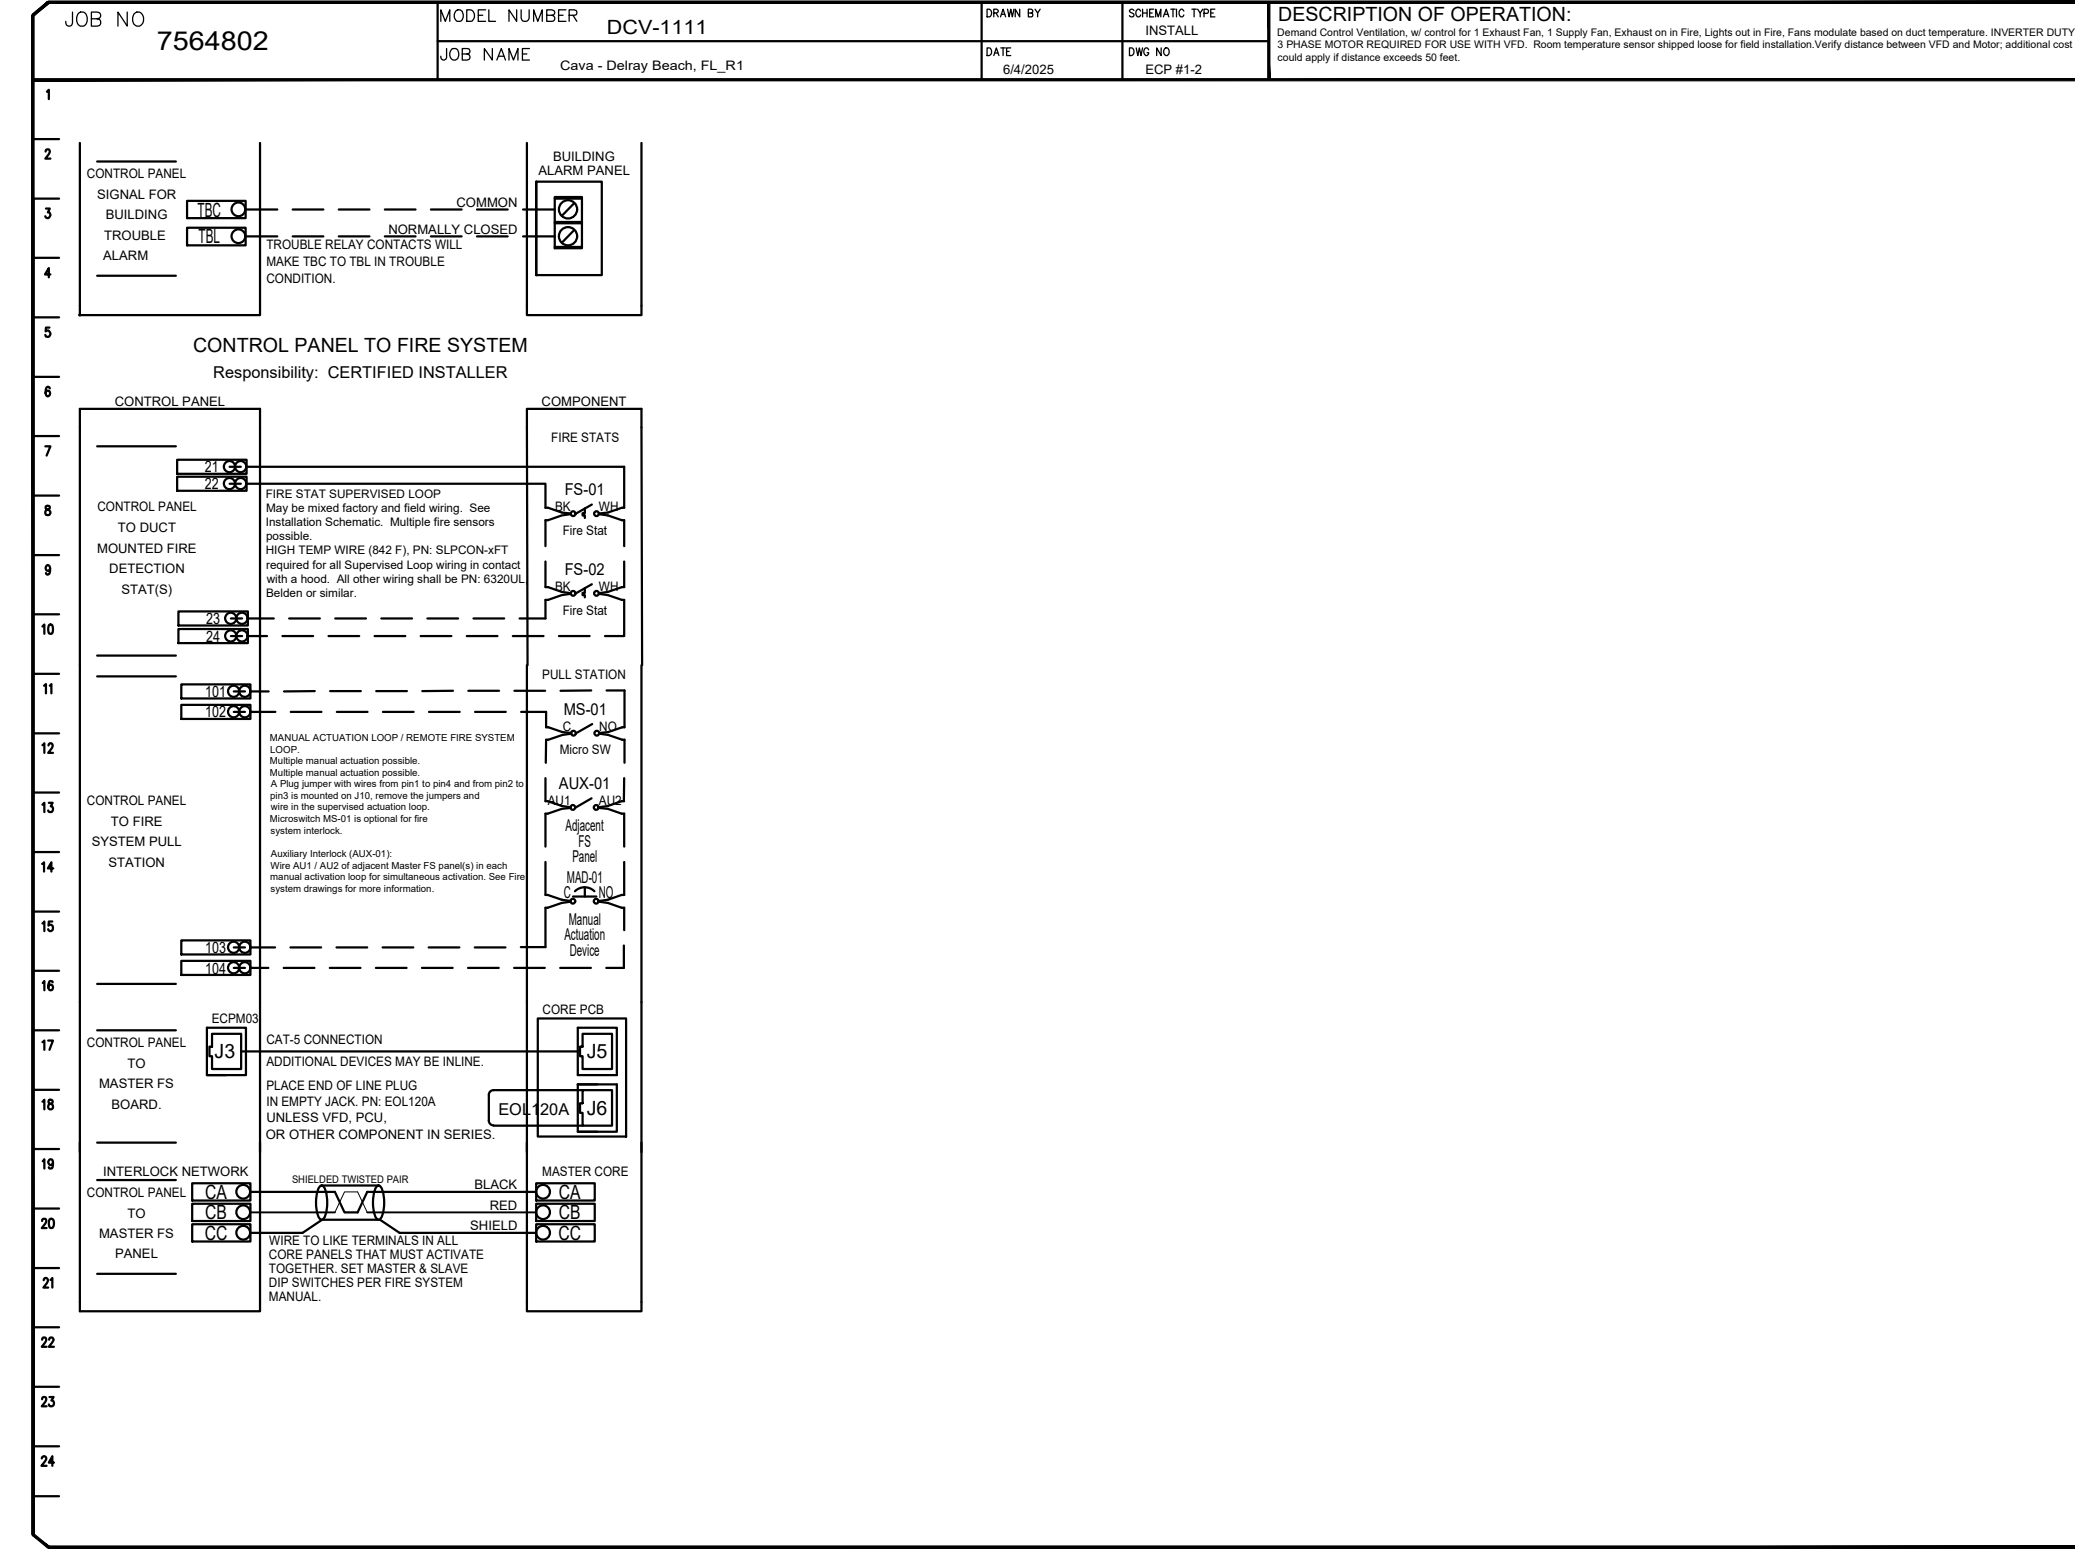 JOB NO
7564802
MODEL NUMBER
DCV-1111
JOB NAME
Cava - Delray Beach, FL_R1
DRAWN BY
SCHEMATIC TYPE
INSTALL
DATE
6/4/2025
DWG NO
ECP #1-2
DESCRIPTION OF OPERATION:
Demand Control Ventilation, w/ control for 1 Exhaust Fan, 1 Supply Fan, Exhaust on in Fire, Lights out in Fire, Fans modulate based on duct temperature. INVERTER DUTY
3 PHASE MOTOR REQUIRED FOR USE WITH VFD.  Room temperature sensor shipped loose for field installation.Verify distance between VFD and Motor; additional cost
could apply if distance exceeds 50 feet.
1
2
3
4
5
6
7
8
9
10
11
12
13
14
15
16
17
18
19
20
21
22
23
24
CONTROL PANEL
SIGNAL FOR
BUILDING
TROUBLE
ALARM
TBC
TBL
COMMON
NORMALLY CLOSED
TROUBLE RELAY CONTACTS WILL
MAKE TBC TO TBL IN TROUBLE
CONDITION.
BUILDING
ALARM PANEL
CONTROL PANEL TO FIRE SYSTEM
Responsibility:  CERTIFIED INSTALLER
CONTROL PANEL
COMPONENT
FIRE STATS
21
22
CONTROL PANEL
TO DUCT
MOUNTED FIRE
DETECTION
STAT(S)
23
24
FIRE STAT SUPERVISED LOOP
May be mixed factory and field wiring.  See
Installation Schematic.  Multiple fire sensors
possible.
HIGH TEMP WIRE (842 F), PN: SLPCON-xFT
required for all Supervised Loop wiring in contact
with a hood.  All other wiring shall be PN: 6320UL
Belden or similar.
FS-01
BK WH
Fire Stat
FS-02
BK WH
Fire Stat
PULL STATION
101
102
CONTROL PANEL
TO FIRE
SYSTEM PULL
STATION
103
104
MANUAL ACTUATION LOOP / REMOTE FIRE SYSTEM
LOOP.
Multiple manual actuation possible.
Multiple manual actuation possible.
A Plug jumper with wires from pin1 to pin4 and from pin2 to
pin3 is mounted on J10, remove the jumpers and
wire in the supervised actuation loop.
Microswitch MS-01 is optional for fire
system interlock.
Auxiliary Interlock (AUX-01):
Wire AU1 / AU2 of adjacent Master FS panel(s) in each
manual activation loop for simultaneous activation. See Fire
system drawings for more information.
MS-01
C NO
Micro SW
AUX-01
AU1 AU2
Adjacent
FS
Panel
MAD-01
C NO
Manual
Actuation
Device
ECPM03
CONTROL PANEL
TO
MASTER FS
BOARD.
J3
CAT-5 CONNECTION
ADDITIONAL DEVICES MAY BE INLINE.
PLACE END OF LINE PLUG
IN EMPTY JACK. PN: EOL120A
UNLESS VFD, PCU,
OR OTHER COMPONENT IN SERIES.
CORE PCB
J5
EOL120A
J6
INTERLOCK NETWORK
CONTROL PANEL
TO
MASTER FS
PANEL
CA
CB
CC
SHIELDED TWISTED PAIR
BLACK
RED
SHIELD
WIRE TO LIKE TERMINALS IN ALL
CORE PANELS THAT MUST ACTIVATE
TOGETHER. SET MASTER & SLAVE
DIP SWITCHES PER FIRE SYSTEM
MANUAL.
MASTER CORE
CA
CB
CC